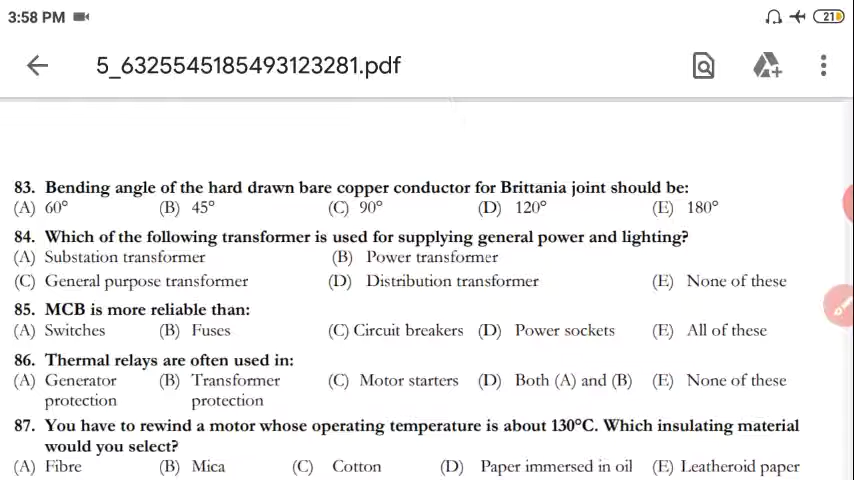 3:58 PM
21
5_6325545185493123281.pdf
83. Bending angle of the hard drawn bare copper conductor for Brittania joint should be:
(A) 60° (B) 45° (C) 90° (D) 120° (E) 180°
84. Which of the following transformer is used for supplying general power and lighting?
(A) Substation transformer (B) Power transformer
(C) General purpose transformer (D) Distribution transformer (E) None of these
85. MCB is more reliable than:
(A) Switches (B) Fuses (C) Circuit breakers (D) Power sockets (E) All of these
86. Thermal relays are often used in:
(A) Generator (B) Transformer (C) Motor starters (D) Both (A) and (B) (E) None of these
protection protection
87. You have to rewind a motor whose operating temperature is about 130°C. Which insulating material
would you select?
(A) Fibre (B) Mica (C) Cotton (D) Paper immersed in oil (E) Leatheroid paper